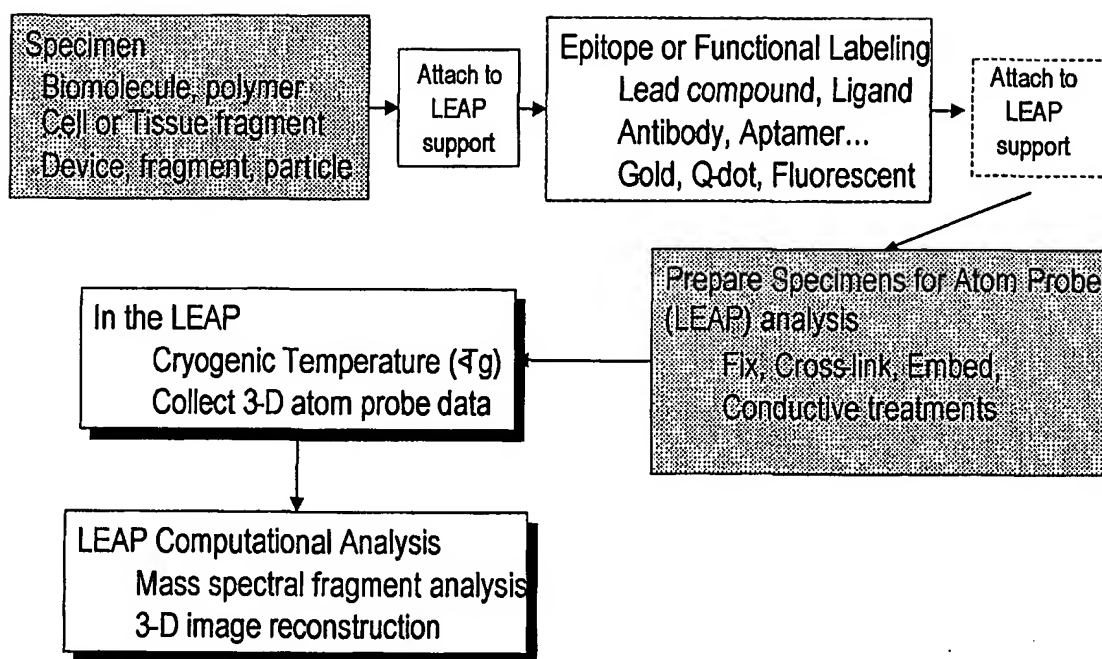 Specimen
Biomolecule, polymer
Cell or Tissue fragment
Device, fragment, particle
Attach to
LEAP
support
Epitope or Functional Labeling
Lead compound, Ligand
Antibody, Aptamer...
Gold, Q-dot, Fluorescent
Attach to
LEAP
support
Prepare Specimens for Atom Probe
(LEAP) analysis
Fix, Cross-link, Embed,
Conductive treatments
In the LEAP
Cryogenic Temperature (<Tg)
Collect 3-D atom probe data
LEAP Computational Analysis
Mass spectral fragment analysis
3-D image reconstruction